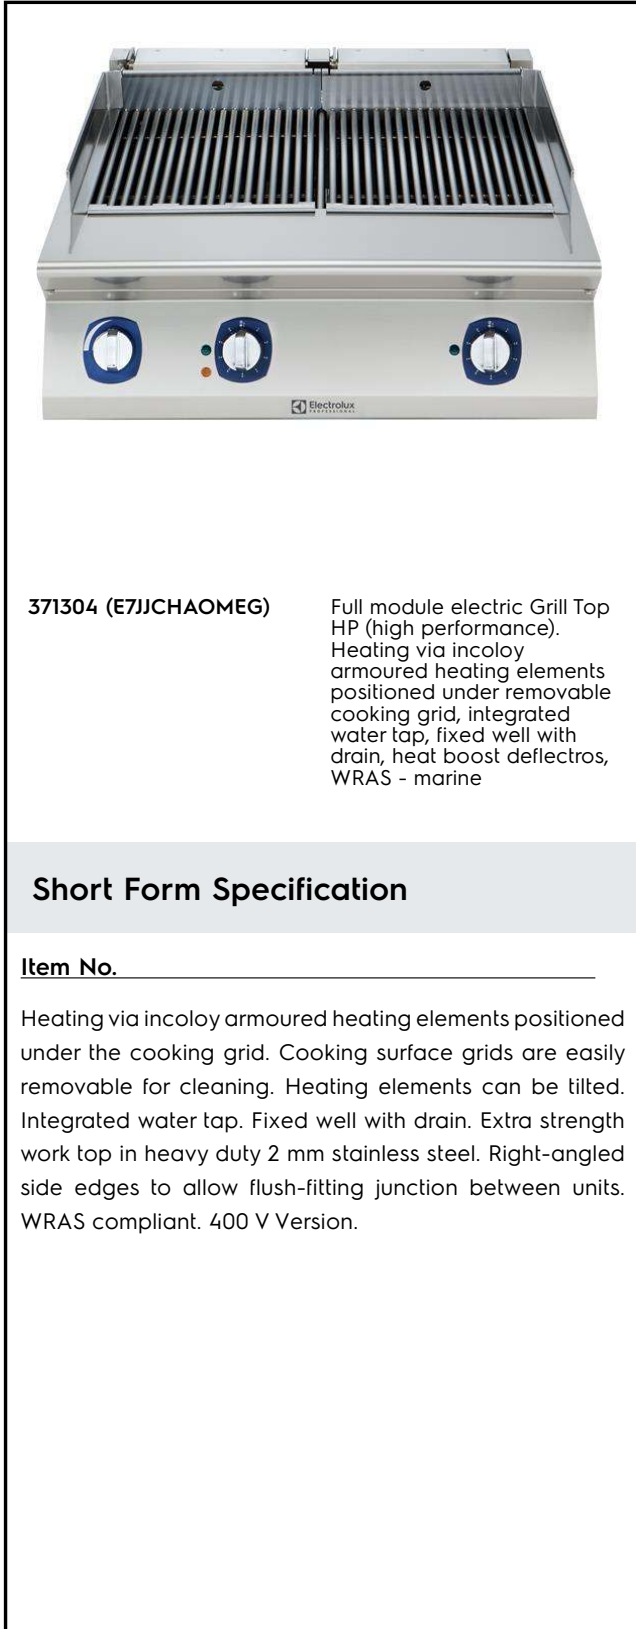 Electrolux
PROFESSIONAL
371304 (E7JJCHAOMEG)
Full module electric Grill Top
HP (high performance).
Heating via incoloy
armoured heating elements
positioned under removable
cooking grid, integrated
water tap, fixed well with
drain, heat boost deflectros,
WRAS - marine
Short Form Specification
Item No.
Heating via incoloy armoured heating elements positioned
under the cooking grid. Cooking surface grids are easily
removable for cleaning. Heating elements can be tilted.
Integrated water tap. Fixed well with drain. Extra strength
work top in heavy duty 2 mm stainless steel. Right-angled
side edges to allow flush-fitting junction between units.
WRAS compliant. 400 V Version.